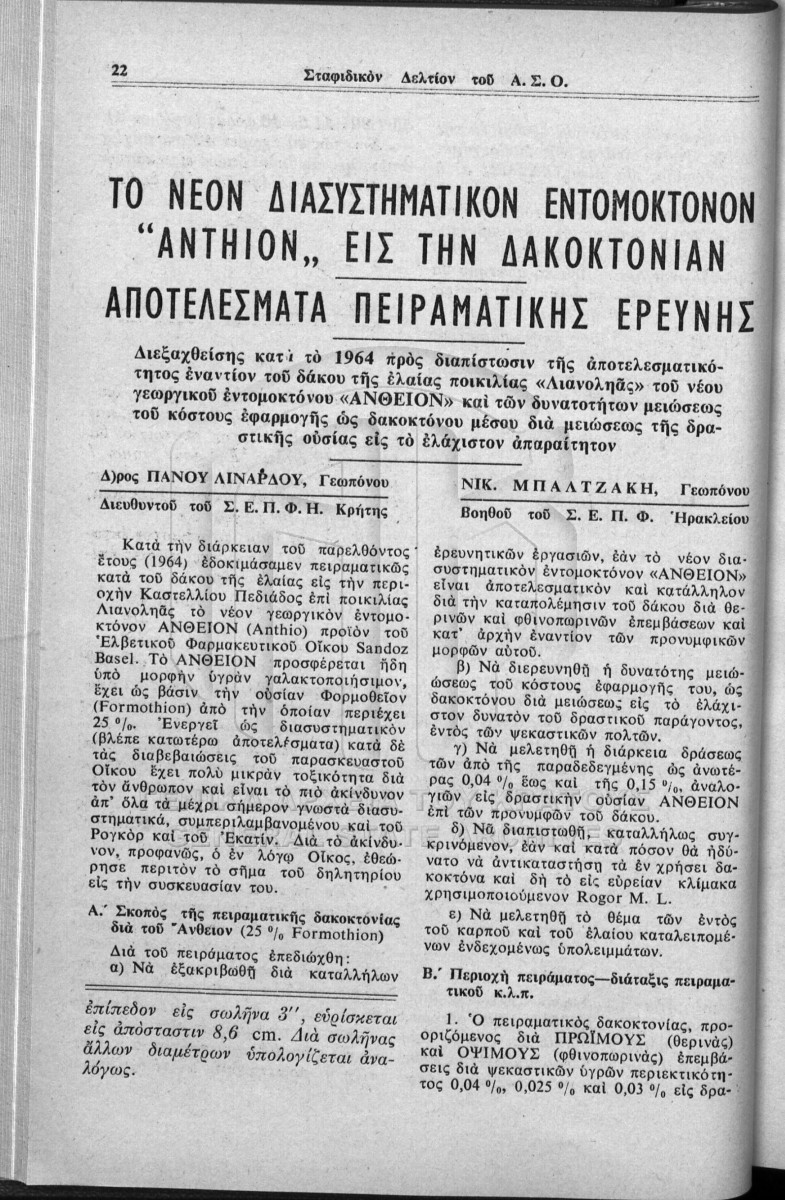 22
Σταφιδικὸν Δελτίον τοῦ Α. Σ. Ο.
ΤΟ ΝΕΟΝ ΔΙΑΣΥΣΤΗΜΑΤΙΚΟΝ ΕΝΤΟΜΟΚΤΟΝΟΝ
“ΑΝΤΗΙΟΝ„ ΕΙΣ ΤΗΝ ΔΑΚΟΚΤΟΝΙΑΝ
ΑΠΟΤΕΛΕΣΜΑΤΑ ΠΕΙΡΑΜΑΤΙΚΗΣ ΕΡΕΥΝΗΣ
Διεξαχθείσης κατὰ τὸ 1964 πρὸς διαπίστωσιν τῆς ἀποτελεσματικό-
τητος ἐναντίον τοῦ δάκου τῆς ἐλαίας ποικιλίας «Λιανοληᾶς» τοῦ νέου
γεωργικοῦ ἐντομοκτόνου «ΑΝΘΕΙΟΝ» καὶ τῶν δυνατοτήτων μειώσεως
τοῦ κόστους ἐφαρμογῆς ὡς δακοκτόνου μέσου διὰ μειώσεως τῆς δρα-
στικῆς οὐσίας εἰς τὸ ἐλάχιστον ἀπαραίτητον
Δ)ρος ΠΑΝΟΥ ΛΙΝΑΡΔΟΥ, Γεωπόνου
Διευθυντοῦ τοῦ Σ. Ε. Π. Φ. Η. Κρήτης
ΝΙΚ. ΜΠΑΛΤΖΑΚΗ, Γεωπόνου
Βοηθοῦ τοῦ Σ. Ε. Π. Φ. Ἡρακλείου
Κατὰ τὴν διάρκειαν τοῦ παρελθόντος
ἔτους (1964) ἐδοκιμάσαμεν πειραματικῶς
κατὰ τοῦ δάκου τῆς ἐλαίας εἰς τὴν περι-
οχὴν Καστελλίου Πεδιάδος ἐπὶ ποικιλίας
Λιανοληᾶς τὸ νέον γεωργικὸν ἐντομο-
κτόνον ΑΝΘΕΙΟΝ (Anthio) προϊὸν τοῦ
Ἑλβετικοῦ Φαρμακευτικοῦ Οἴκου Sandoz
Basel. Τὸ ΑΝΘΕΙΟΝ προσφέρεται ἤδη
ὑπὸ μορφὴν ὑγρὰν γαλακτοποιήσιμον,
ἔχει ὡς βάσιν τὴν οὐσίαν Φορμοθεῖον
(Formothion) ἀπὸ τὴν ὁποίαν περιέχει
25 %. Ἐνεργεῖ ὡς διασυστηματικὸν
(βλέπε κατωτέρω ἀποτελέσματα) κατὰ δὲ
τὰς διαβεβαιώσεις τοῦ παρασκευαστοῦ
Οἴκου ἔχει πολὺ μικρὰν τοξικότητα διὰ
τὸν ἄνθρωπον καὶ εἶναι τὸ πιὸ ἀκίνδυνον
ἀπ’ ὅλα τὰ μέχρι σήμερον γνωστὰ διασυ-
στηματικά, συμπεριλαμβανομένου καὶ τοῦ
Ρογκὸρ καὶ τοῦ Ἐκατίν. Διὰ τὸ ἀκίνδυ-
νον, προφανῶς, ὁ ἐν λόγῳ Οἶκος, ἐθεώ-
ρησε περιτὸν τὸ σῆμα τοῦ δηλητηρίου
εἰς τὴν συσκευασίαν του.
Α.΄ Σκοπὸς τῆς πειραματικῆς δακοκτονίας
διὰ τοῦ Ἄνθειον (25 % Formothion)
Διὰ τοῦ πειράματος ἐπεδιώχθη:
α) Νὰ ἐξακριβωθῇ διὰ καταλλήλων
ἐπίπεδον εἰς σωλῆνα 3′′, εὑρίσκεται
εἰς ἀπόστασιν 8,6 cm. Διὰ σωλῆνας
ἄλλων διαμέτρων ὑπολογίζεται ἀνα-
λόγως.
ἐρευνητικῶν ἐργασιῶν, ἐὰν τὸ νέον δια-
συστηματικὸν ἐντομοκτόνον «ΑΝΘΕΙΟΝ»
εἶναι ἀποτελεσματικὸν καὶ κατάλληλον
διὰ τὴν καταπολέμησιν τοῦ δάκου διὰ θε-
ρινῶν καὶ φθινοπωρινῶν ἐπεμβάσεων καὶ
κατ’ ἀρχὴν ἐναντίον τῶν προνυμφικῶν
μορφῶν αὐτοῦ.
β) Νὰ διερευνηθῇ ἡ δυνατότης μειώ-
ώσεως τοῦ κόστους ἐφαρμογῆς του, ὡς
δακοκτόνου διὰ μειώσεως εἰς τὸ ἐλάχι-
στον δυνατὸν τοῦ δραστικοῦ παράγοντος,
ἐντὸς τῶν ψεκαστικῶν πολτῶν.
γ) Νὰ μελετηθῇ ἡ διάρκεια δράσεως
τῶν ἀπὸ τῆς παραδεδεγμένης ὡς ἀνωτέ-
ρας 0,04 % ἕως καὶ τῆς 0,15 %, ἀναλο-
γιῶν εἰς δραστικὴν οὐσίαν ΑΝΘΕΙΟΝ
ἐπὶ τῶν προνυμφῶν τοῦ δάκου.
δ) Νὰ διαπιστωθῇ, καταλλήλως συγ-
κρινόμενον, ἐὰν καὶ κατὰ πόσον θὰ ἠδύ-
νατο νὰ ἀντικαταστήσῃ τὰ ἐν χρήσει δα-
κοκτόνα καὶ δὴ τὸ εἰς εὐρεῖαν κλίμακα
χρησιμοποιούμενον Rogor M. L.
ε) Νὰ μελετηθῇ τὸ θέμα τῶν ἐντὸς
τοῦ καρποῦ καὶ τοῦ ἐλαίου καταλειπομέ-
νων ἐνδεχομένως ὑπολειμμάτων.
Β.΄ Περιοχὴ πειράματος—διάταξις πειραμα-
τικοῦ κ.λ.π.
1. Ὁ πειραματικὸς δακοκτονίας, προ-
οριζόμενος διὰ ΠΡΩΪΜΟΥΣ (θερινὰς)
καὶ ΟΨΙΜΟΥΣ (φθινοπωρινὰς) ἐπεμβά-
σεις διὰ ψεκαστικῶν ὑγρῶν περιεκτικότη-
τος 0,04 %, 0,025 % καὶ 0,03 % εἰς δρα-